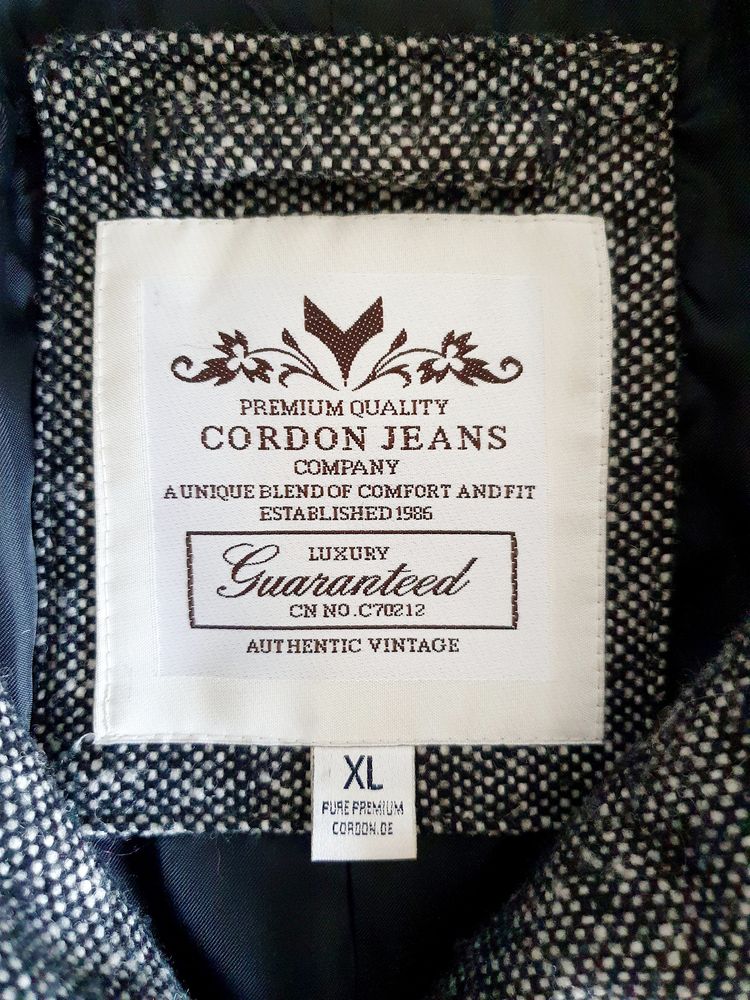 PREMIUM QUALITY
CORDON JEANS
COMPANY
A UNIQUE BLEND OF COMFORT AND FIT
ESTABLISHED 1986
LUXURY
Guaranteed
CN NO.C70212
AUTHENTIC VINTAGE
XL
PURE PREMIUM
CORDON.DE